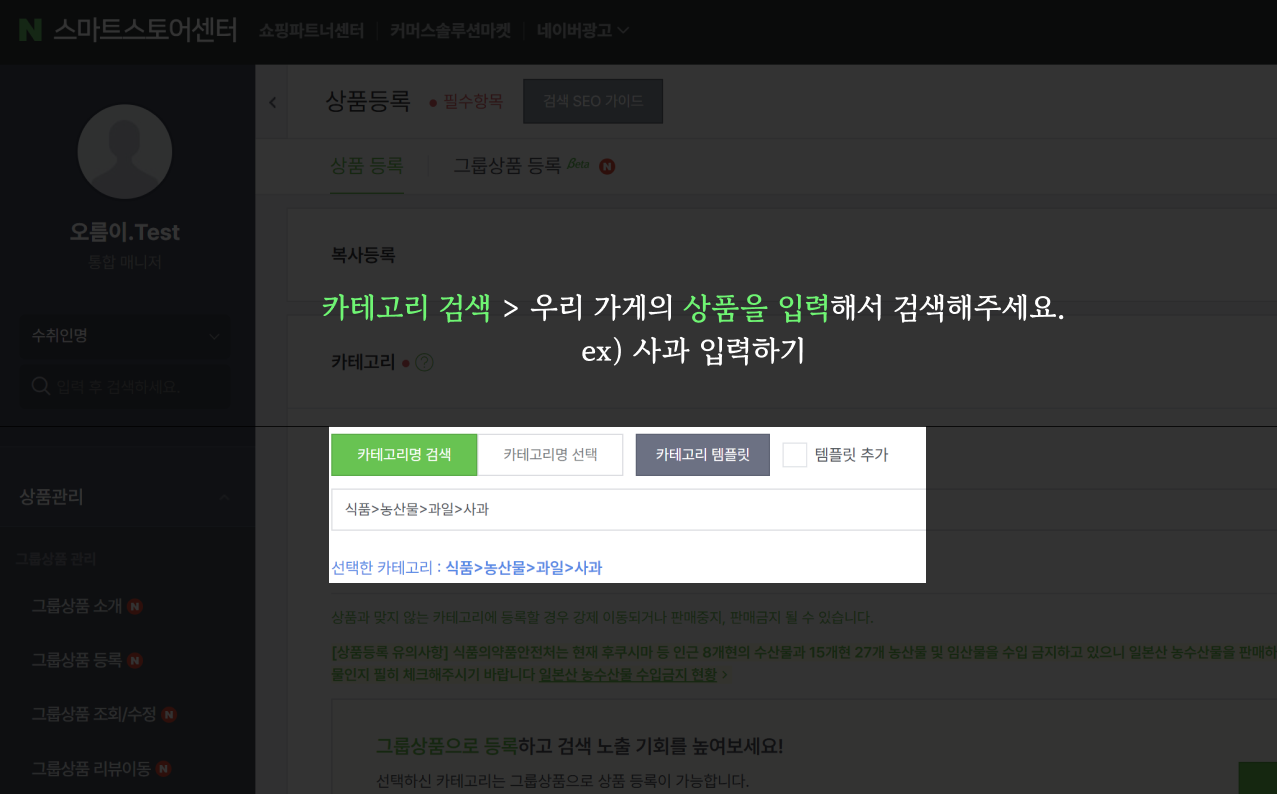 N 스마트스토어센터 쇼핑파트너센터 커머스솔루션마켓 네이버광고
상품등록 • 필수항목 검색 SEO 가이드
상품 등록 그룹상품 등록 Beta N
오름이.Test
통합 매니저
복사등록
카테고리 검색 > 우리 가게의 상품을 입력해서 검색해주세요.
ex) 사과 입력하기
수취인명
카테고리 • ?
입력 후 검색하세요
카테고리명 검색 카테고리명 선택 카테고리 템플릿 템플릿 추가
상품관리
식품>농산물>과일>사과
그룹상품 관리
선택한 카테고리 : 식품>농산물>과일>사과
그룹상품 소개 N
상품과 맞지 않는 카테고리에 등록할 경우 강제 이동되거나 판매중지, 판매금지 될 수 있습니다.
그룹상품 등록 N
[상품등록 유의사항] 식품의약품안전처는 현재 후쿠시마 등 인근 8개현의 수산물과 15개현 27개 농산물 및 임산물을 수입 금지하고 있으니 일본산 농수산물을 판매하
물인지 필히 체크해주시기 바랍니다 일본산 농수산물 수입금지 현황 >
그룹상품 조회/수정 N
그룹상품으로 등록하고 검색 노출 기회를 높여보세요!
그룹상품 리뷰이동 N
선택하신 카테고리는 그룹상품으로 상품 등록이 가능합니다.